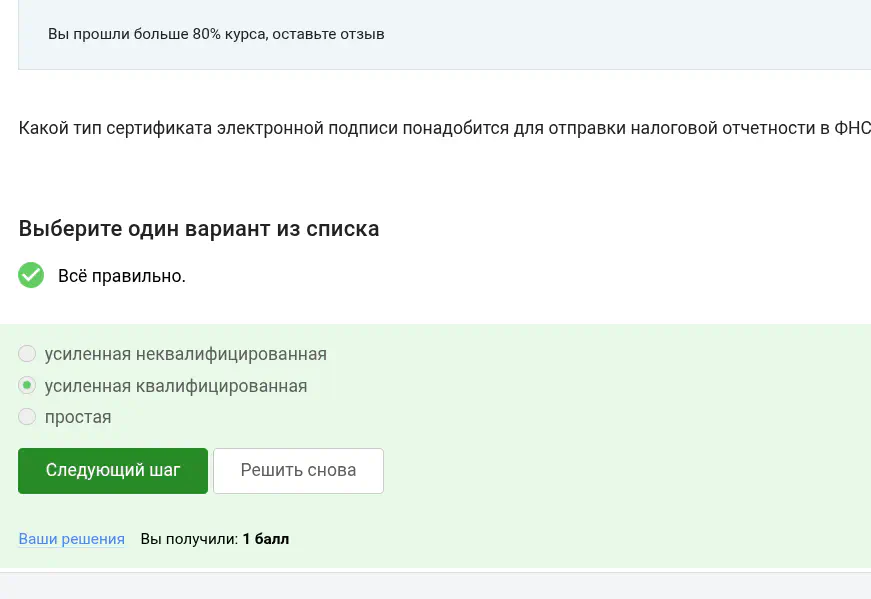 Вы прошли больше 80% курса, оставьте отзыв
Какой тип сертификата электронной подписи понадобится для отправки налоговой отчетности в ФНС
Выберите один вариант из списка
Всё правильно.
усиленная неквалифицированная
усиленная квалифицированная
простая
Следующий шаг
Решить снова
Ваши решения Вы получили: 1 балл